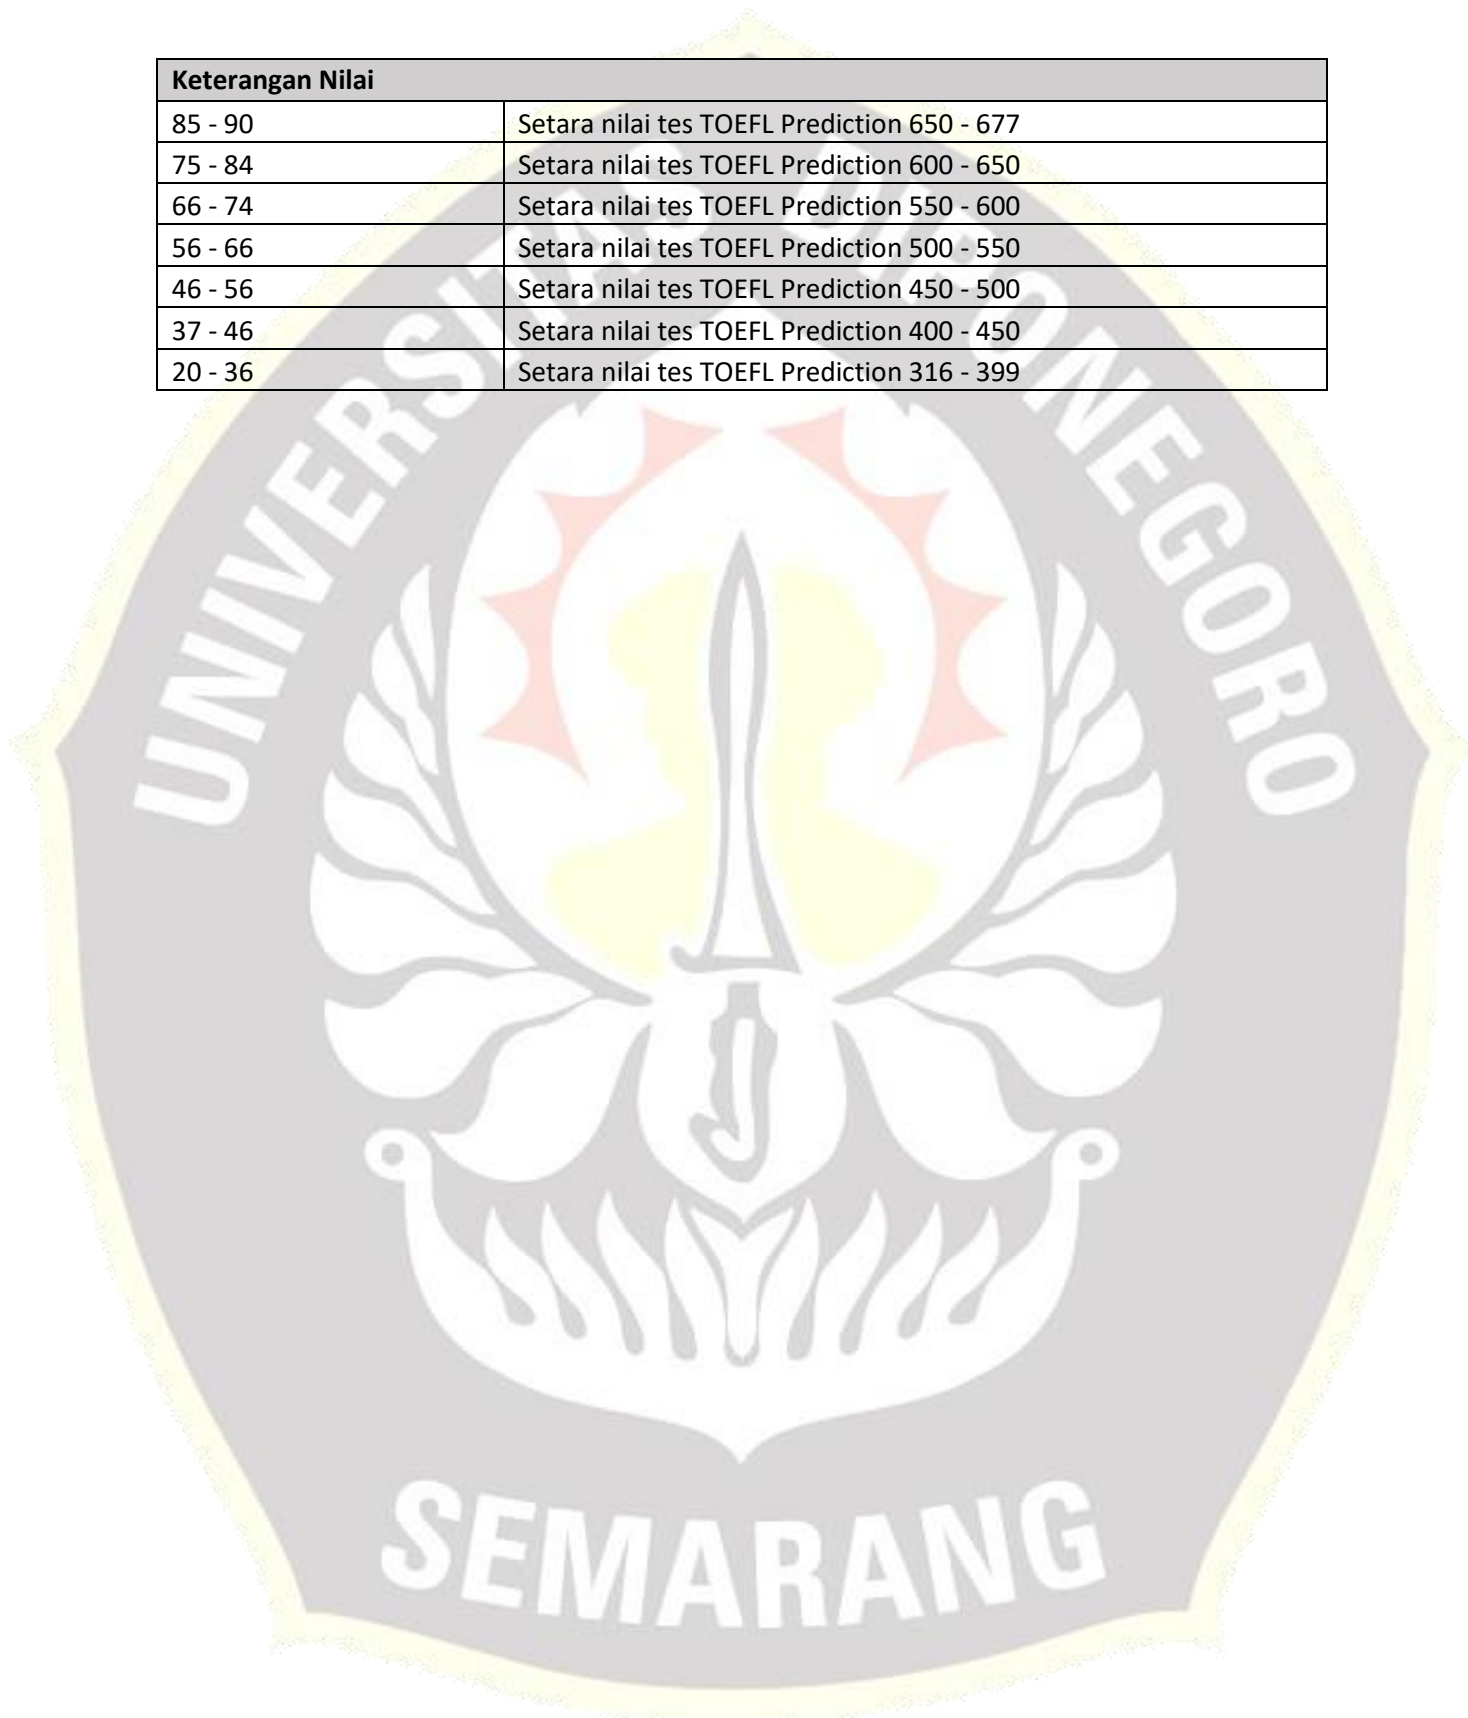 Keterangan Nilai
85 - 90 Setara nilai tes TOEFL Prediction 650 - 677
75 - 84 Setara nilai tes TOEFL Prediction 600 - 650
66 - 74 Setara nilai tes TOEFL Prediction 550 - 600
56 - 66 Setara nilai tes TOEFL Prediction 500 - 550
46 - 56 Setara nilai tes TOEFL Prediction 450 - 500
37 - 46 Setara nilai tes TOEFL Prediction 400 - 450
20 - 36 Setara nilai tes TOEFL Prediction 316 - 399
UNIVERSITAS DIPONEGORO
SEMARANG